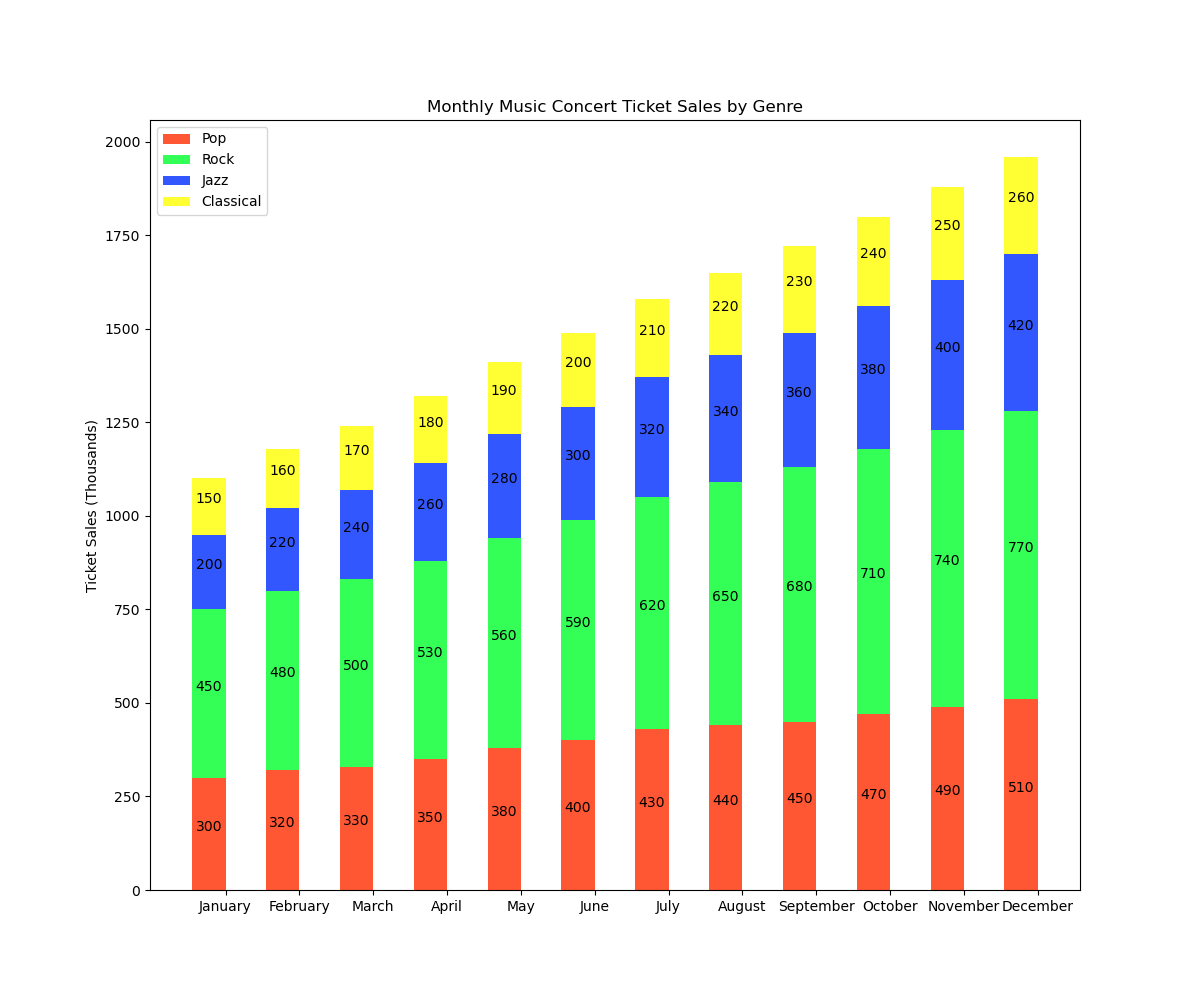 Monthly Music Concert Ticket Sales by Genre
Pop
Rock
Jazz
Classical
Ticket Sales (Thousands)
2000
1750
1500
1250
1000
750
500
250
0
150 160 170 180 190 200 210 220 230 240 250 260
200 220 240 260 280 300 320 340 360 380 400 420
450 480 500 530 560 590 620 650 680 710 740 770
300 320 330 350 380 400 430 440 450 470 490 510
January February March April May June July August September October November December